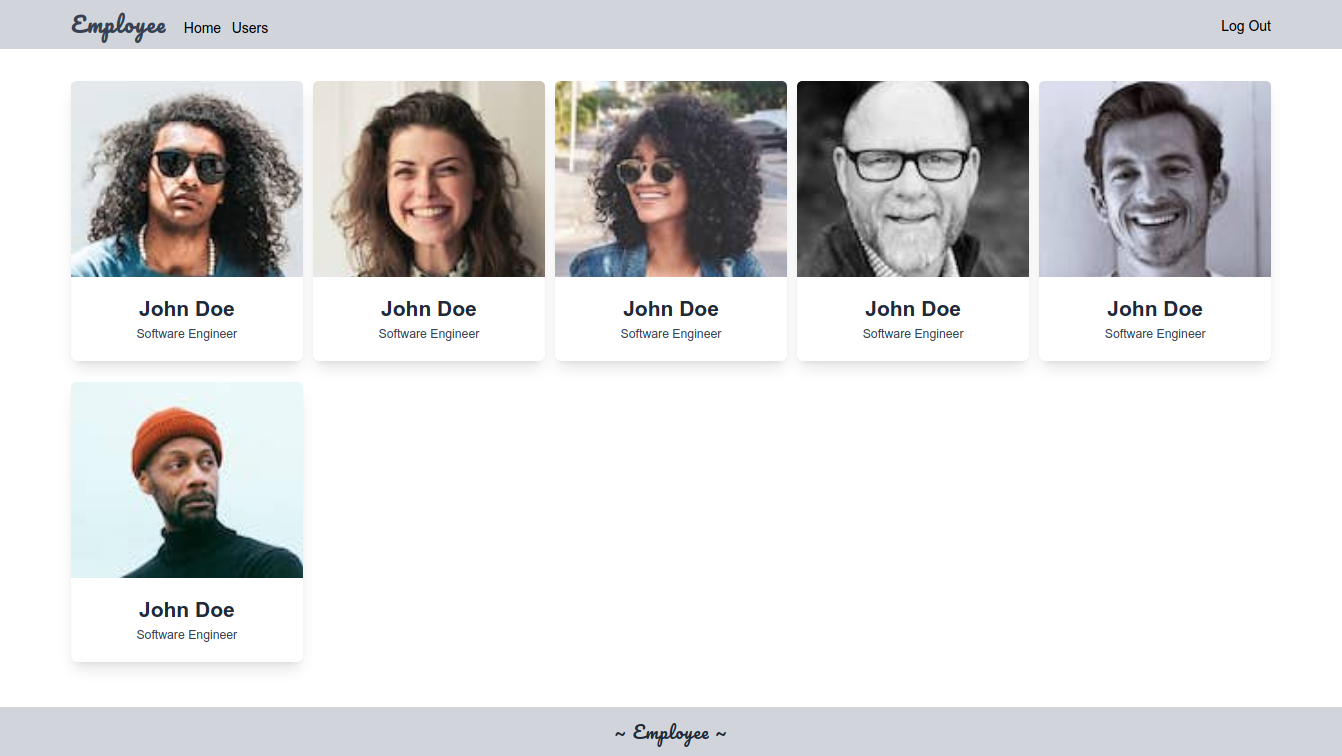 Employee Home Users Log Out
John Doe John Doe John Doe John Doe John Doe
Software Engineer Software Engineer Software Engineer Software Engineer Software Engineer
John Doe
Software Engineer
~ Employee ~